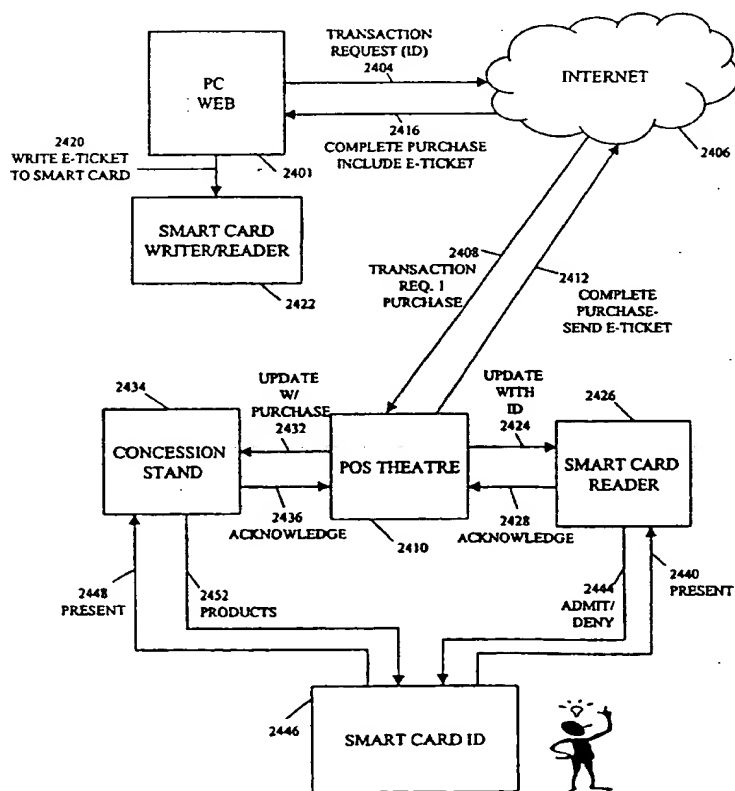 TRANSACTION
REQUEST (ID)
2404
PC
WEB
INTERNET
2416
COMPLETE PURCHASE
INCLUDE E-TICKET
2420
WRITE E-TICKET
TO SMART CARD
2401
2406
SMART CARD
WRITER/READER
2422
2408
TRANSACTION
REQ. 1
PURCHASE
2412
COMPLETE
PURCHASE-
SEND E-TICKET
2434
UPDATE
W/
PURCHASE
2432
UPDATE
WITH
ID
2424
2426
CONCESSION
STAND
POS THEATRE
SMART CARD
READER
2436
ACKNOWLEDGE
2410
2428
ACKNOWLEDGE
2448
PRESENT
2452
PRODUCTS
2444
ADMIT/
DENY
2440
PRESENT
2446
SMART CARD ID